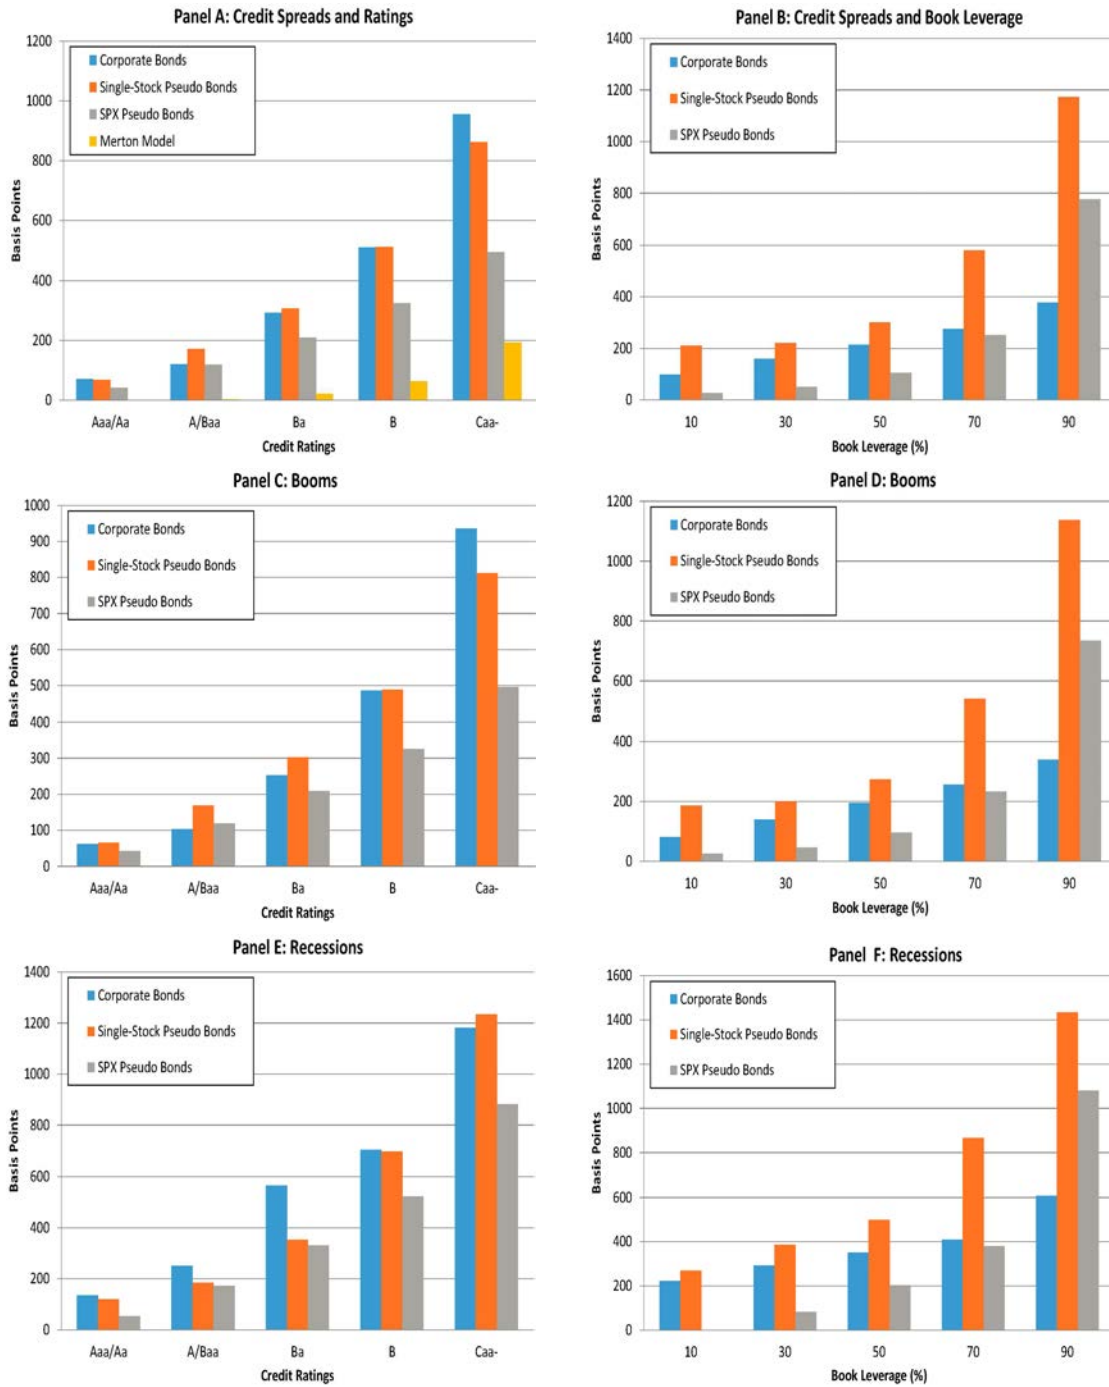 Panel A: Credit Spreads and Ratings
1200
1000
800
600
400
200
0
Basis Points
Corporate Bonds
Single-Stock Pseudo Bonds
SPX Pseudo Bonds
Merton Model
Aaa/Aa A/Baa Ba B Caa-
Credit Ratings
Panel B: Credit Spreads and Book Leverage
1400
1200
1000
800
600
400
200
0
Basis Points
Corporate Bonds
Single-Stock Pseudo Bonds
SPX Pseudo Bonds
10 30 50 70 90
Book Leverage (%)
Panel C: Booms
1000
900
800
700
600
500
400
300
200
100
0
Basis Points
Corporate Bonds
Single-Stock Pseudo Bonds
SPX Pseudo Bonds
Aaa/Aa A/Baa Ba B Caa-
Credit Ratings
Panel D: Booms
1200
1000
800
600
400
200
0
Basis Points
Corporate Bonds
Single-Stock Pseudo Bonds
SPX Pseudo Bonds
10 30 50 70 90
Book Leverage (%)
Panel E: Recessions
1400
1200
1000
800
600
400
200
0
Basis Points
Corporate Bonds
Single-Stock Pseudo Bonds
SPX Pseudo Bonds
Aaa/Aa A/Baa Ba B Caa-
Credit Ratings
Panel F: Recessions
1600
1400
1200
1000
800
600
400
200
0
Basis Points
Corporate Bonds
Single-Stock Pseudo Bonds
SPX Pseudo Bonds
10 30 50 70 90
Book Leverage (%)